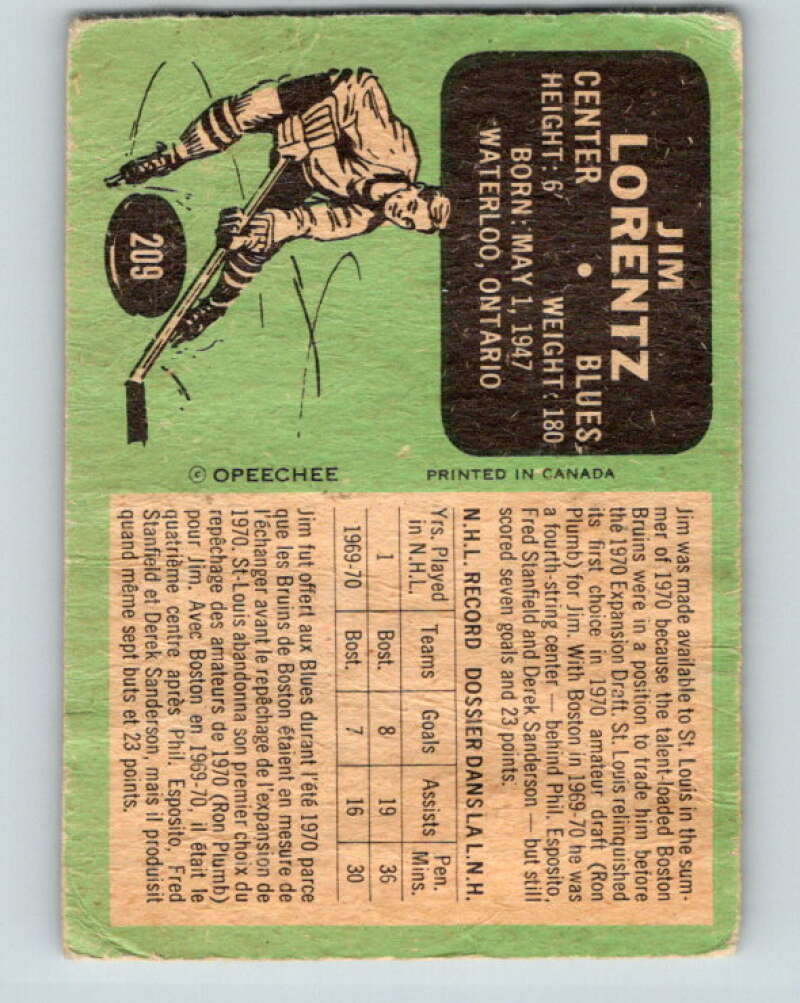 JIM
LORENTZ
CENTER • BLUES
HEIGHT: 6' WEIGHT: 180
BORN: MAY 1, 1947
WATERLOO, ONTARIO
209
© OPEECHEE PRINTED IN CANADA
Jim was made available to St. Louis in the sum-
mer of 1970 because the talent-loaded Boston
Bruins were in a position to trade him before
the 1970 Expansion Draft. St. Louis relinquished
its first choice in 1970 amateur draft (Ron
Plumb) for Jim. With Boston in 1969-70 he was
a fourth-string center — behind Phil. Esposito,
Fred Stanfield and Derek Sanderson — but still
scored seven goals and 23 points.
N.H.L. RECORD DOSSIER DANS LA L.N.H.
Yrs. Played Teams Goals Assists Pen.
in N.H.L. Mins.
1 Bost. 8 19 36
1969-70 Bost. 7 16 30
Jim fut offert aux Blues durant l'été 1970 parce
que les Bruins de Boston étaient en mesure de
l'échanger avant le repêchage de l'expansion de
1970. St-Louis abandonna son premier choix du
repêchage des amateurs de 1970 (Ron Plumb)
pour Jim. Avec Boston en 1969-70, il était le
quatrième centre après Phil. Esposito, Fred
Stanfield et Derek Sanderson, mais il produisit
quand même sept buts et 23 points.